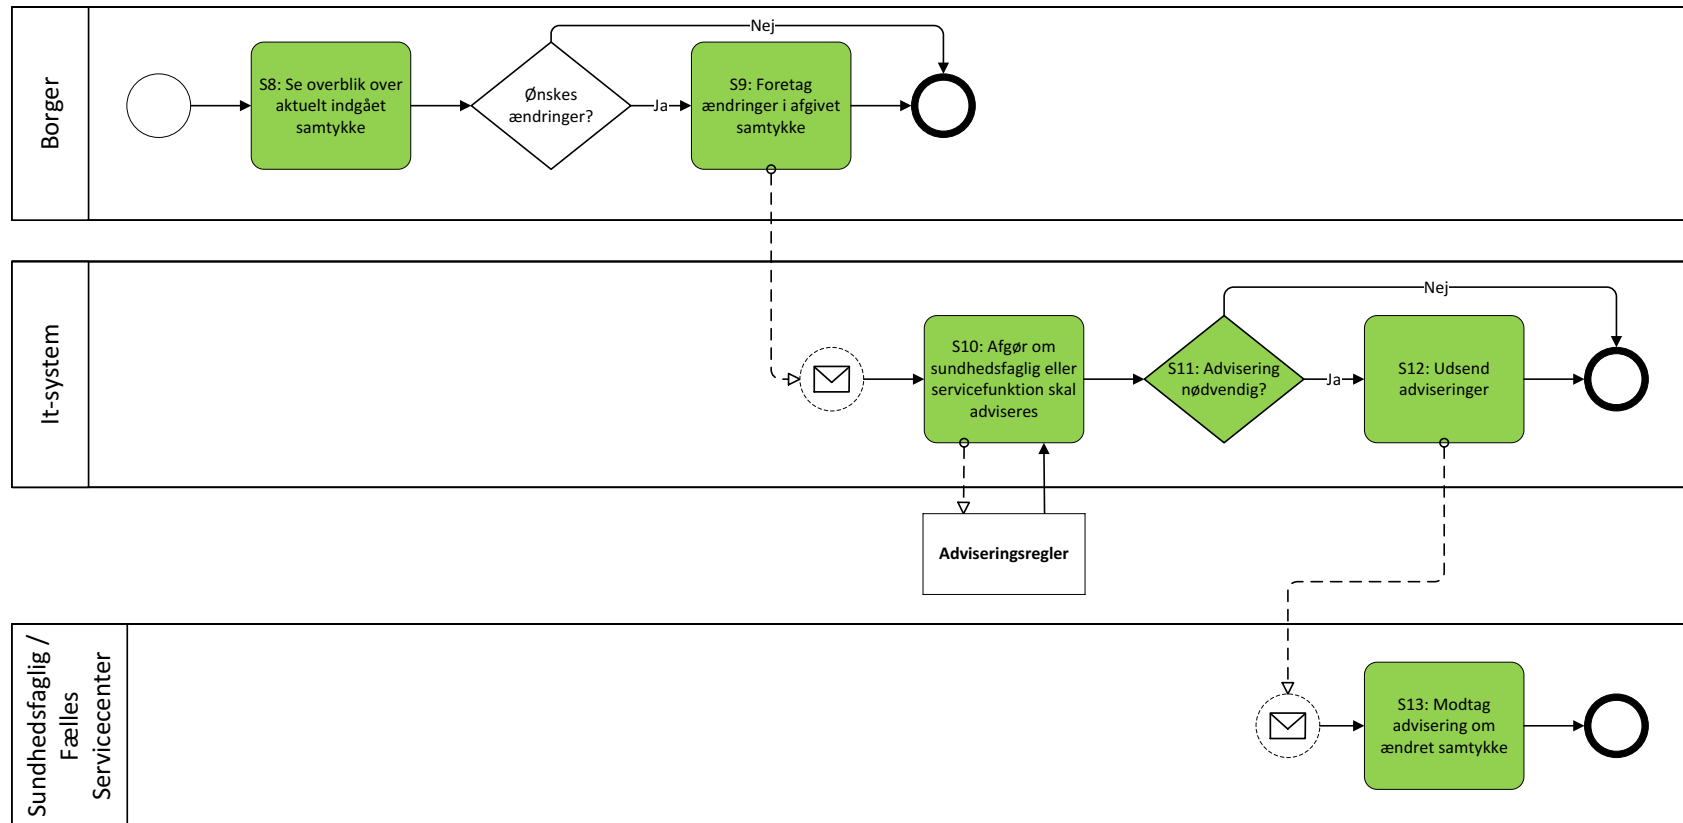 Borger
S8: Se overblik over
aktuelt indgået
samtykke
Ønskes
ændringer?
Nej
Ja
S9: Foretag
ændringer i afgivet
samtykke
It-system
S10: Afgør om
sundhedsfaglig eller
servicefunktion skal
adviseres
S11: Advisering
nødvendig?
Nej
Ja
S12: Udsend
adviseringer
Adviseringsregler
Sundhedsfaglig /
Fælles
Servicecenter
S13: Modtag
advisering om
ændret samtykke